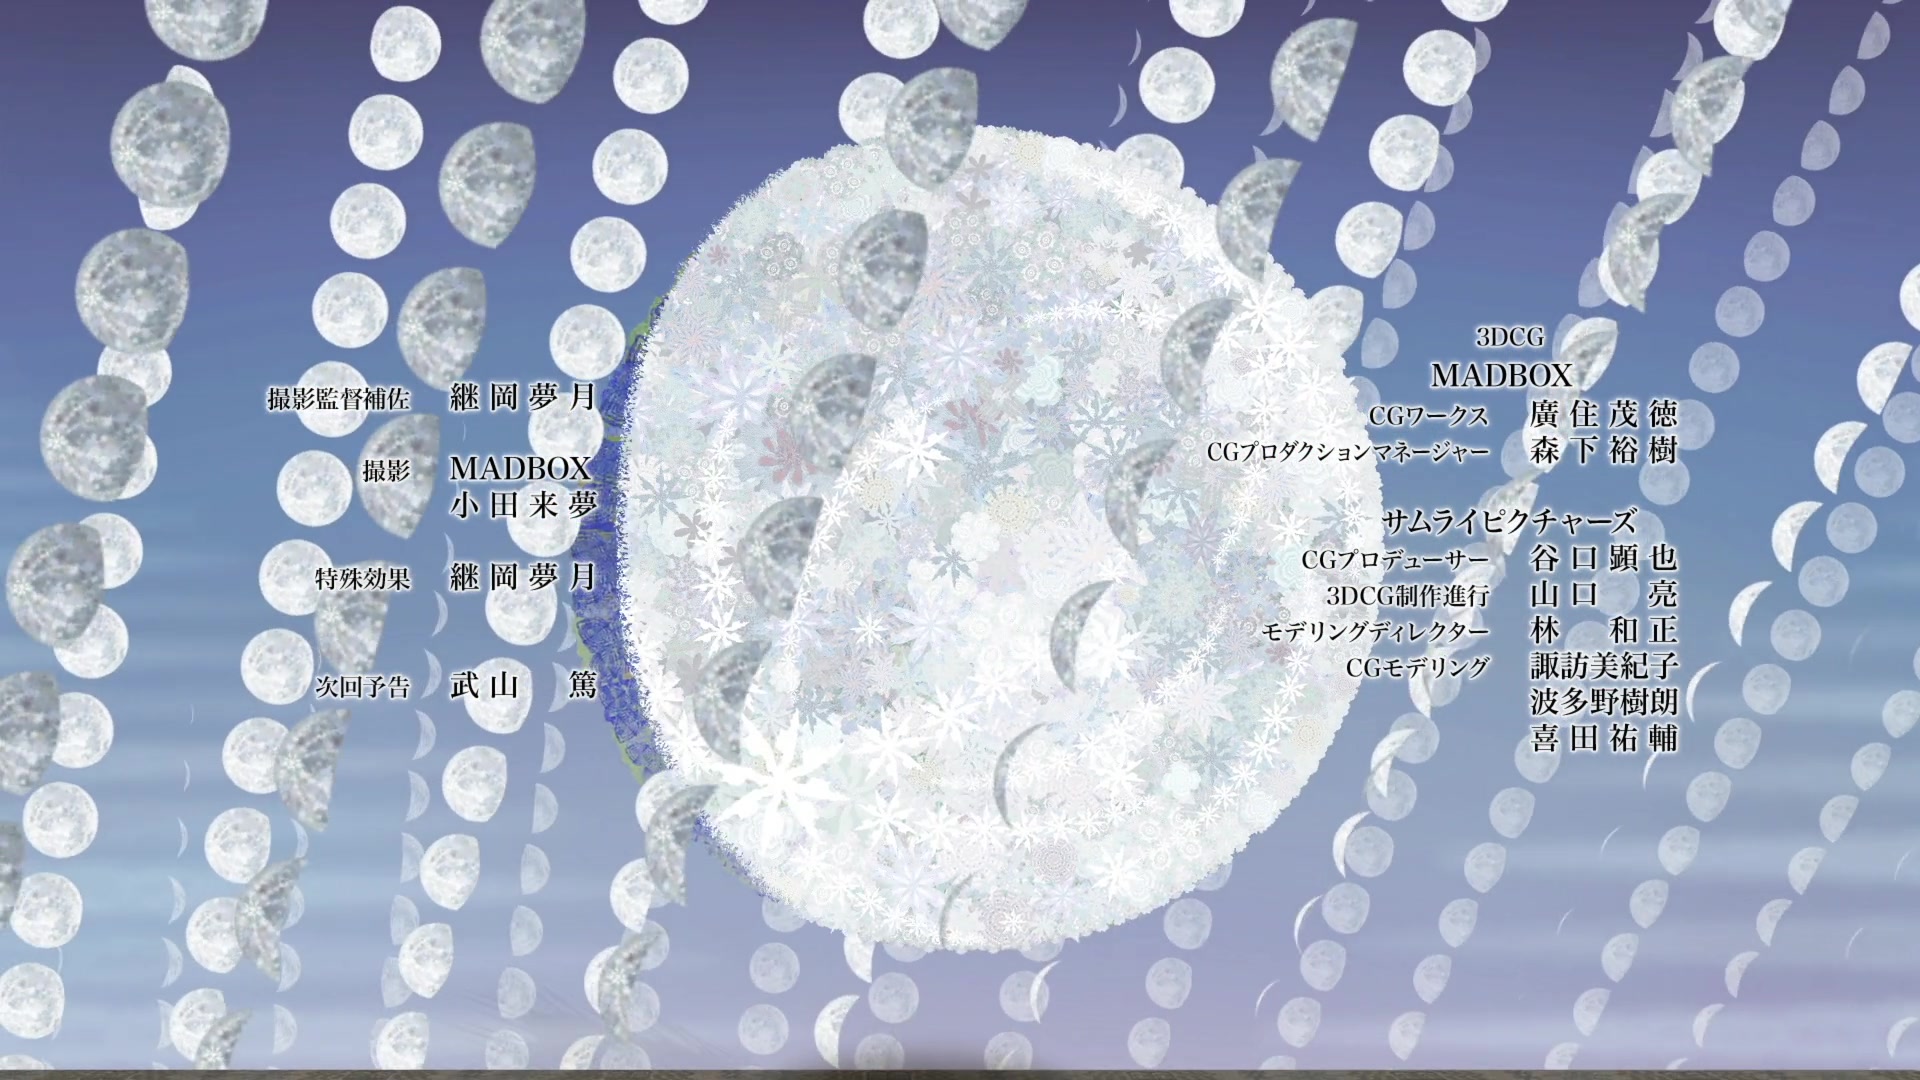 撮影監督補佐 継岡夢月
撮影 MADBOX
小田来夢
特殊効果 継岡夢月
次回予告 武山 篤
3DCG
MADBOX
CGワークス 廣住茂徳
CGプロダクションマネージャー 森下裕樹
サムライピクチャーズ
CGプロデューサー 谷口顕也
3DCG制作進行 山口 亮
モデリングディレクター 林 和正
CGモデリング 諏訪美紀子
波多野樹朗
喜田祐輔